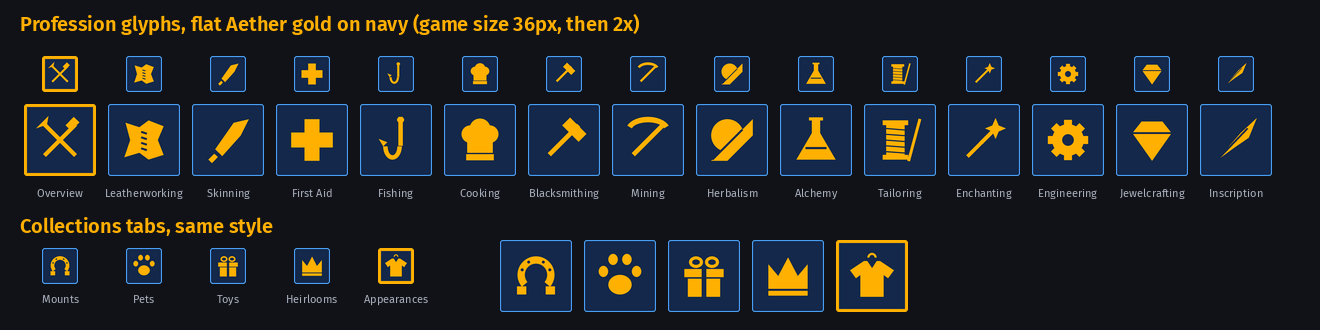 Profession glyphs, flat Aether gold on navy (game size 36px, then 2x)
Overview Leatherworking Skinning First Aid Fishing Cooking Blacksmithing Mining Herbalism Alchemy Tailoring Enchanting Engineering Jewelcrafting Inscription
Collections tabs, same style
Mounts Pets Toys Heirlooms Appearances